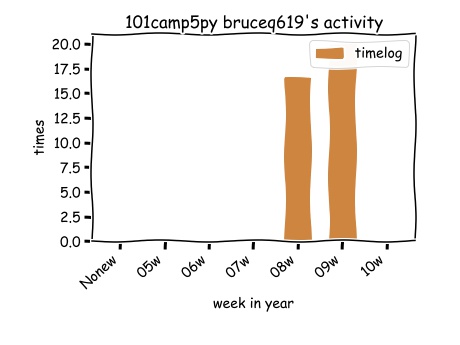 101camp5py bruceq619's activity
timelog
20.0
17.5
15.0
12.5
10.0
7.5
5.0
2.5
0.0
times
Nonew 05w 06w 07w 08w 09w 10w
week in year